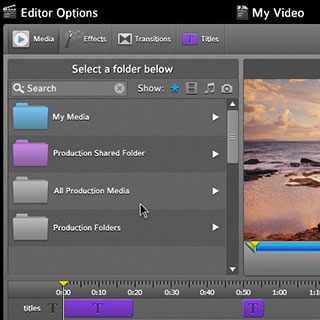 Editor Options
My Video
Media
Effects
Transitions
Titles
Select a folder below
Search
Show:
My Media
Production Shared Folder
All Production Media
Production Folders
0:00 0:10 0:20 0:30 0:40 0:50 1:00 1:1
titles T
T
T